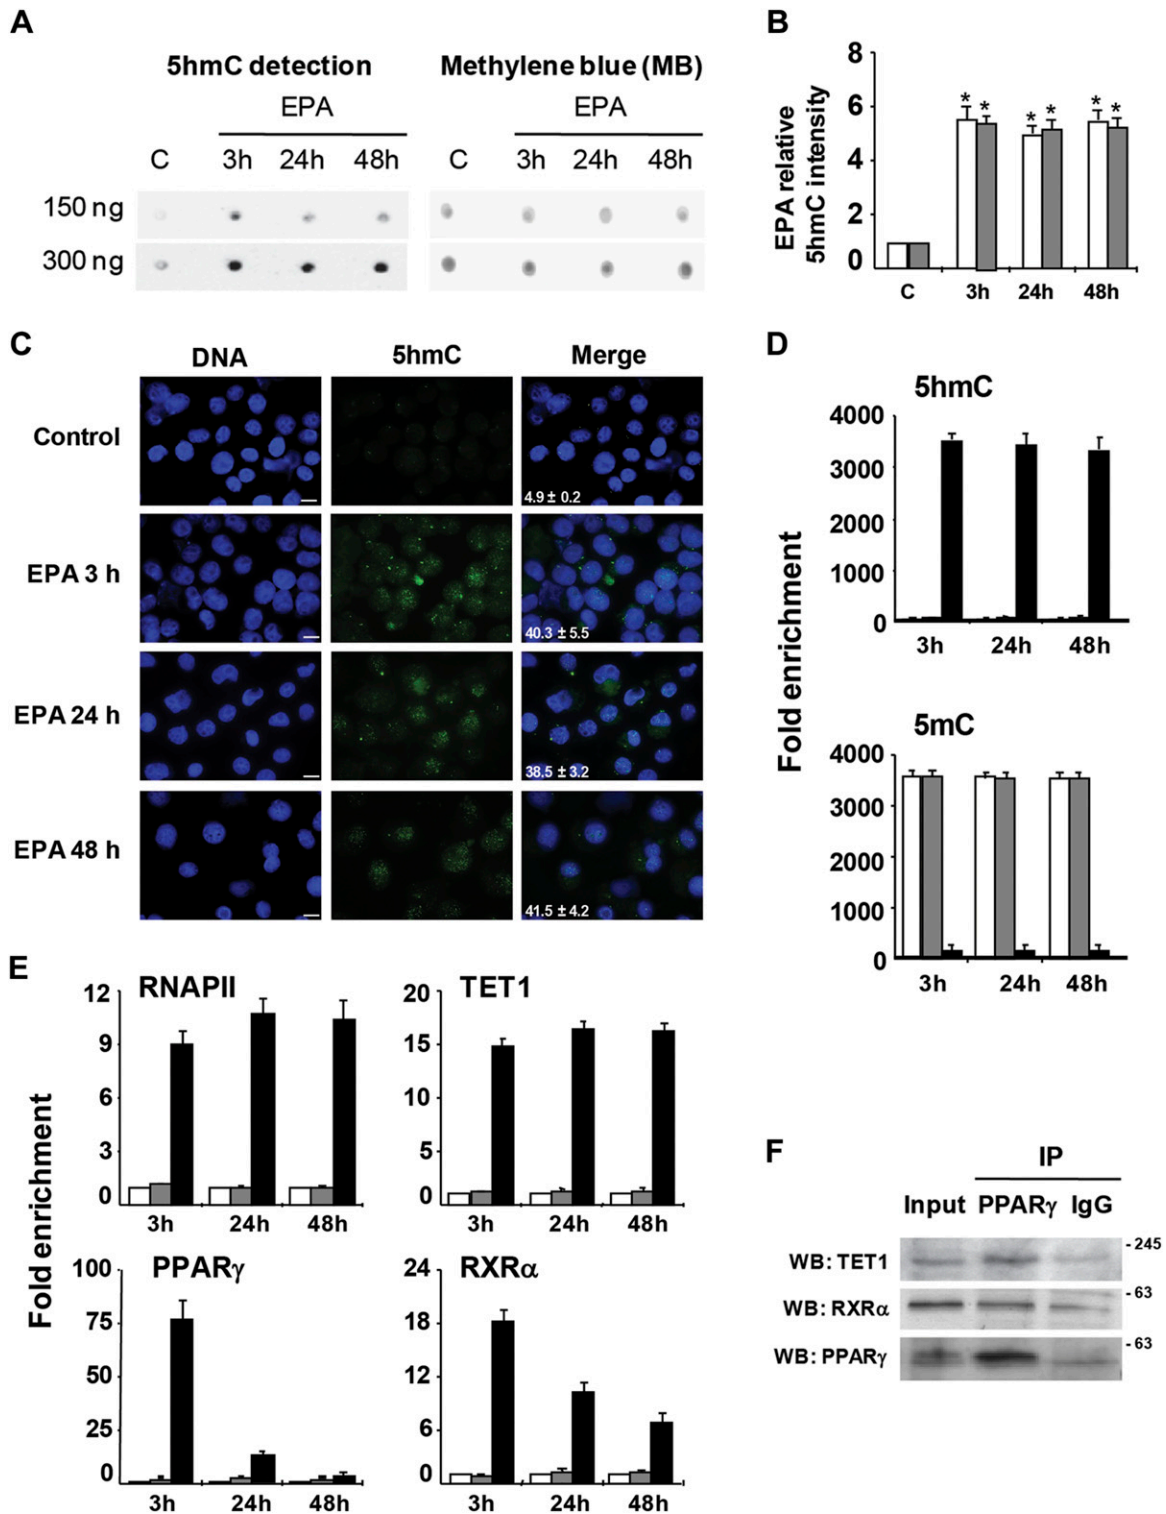 A
5hmC detection
Methylene blue (MB)
EPA
EPA
C 3h 24h 48h
C 3h 24h 48h
150 ng
300 ng
B
EPA relative
5hmC intensity
8
6
4
2
0
* * * * * *
C 3h 24h 48h
C
DNA 5hmC Merge
Control
4.9 ± 0.2
EPA 3 h
40.3 ± 5.5
EPA 24 h
38.5 ± 3.2
EPA 48 h
41.5 ± 4.2
D
Fold enrichment
5hmC
4000
3000
2000
1000
0
3h 24h 48h
5mC
4000
3000
2000
1000
0
3h 24h 48h
E
Fold enrichment
RNAPII
12
9
6
3
0
3h 24h 48h
TET1
20
15
10
5
0
3h 24h 48h
PPARγ
100
75
50
25
0
3h 24h 48h
RXRα
24
18
12
6
0
3h 24h 48h
F
IP
Input PPARγ IgG
WB: TET1
- 245
WB: RXRα
- 63
WB: PPARγ
- 63